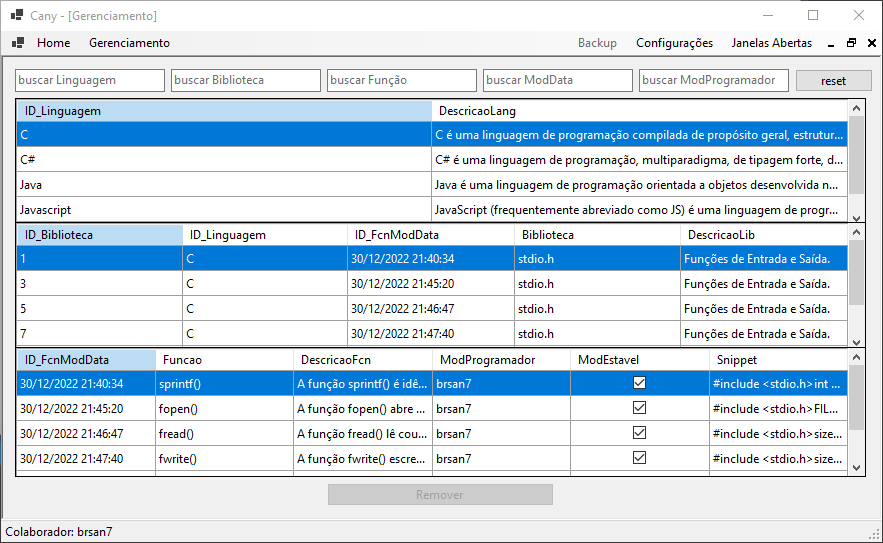 Cany - [Gerenciamento]
Home Gerenciamento Backup Configurações Janelas Abertas
buscar Linguagem buscar Biblioteca buscar Função buscar ModData buscar ModProgramador reset
ID_Linguagem DescricaoLang
C C é uma linguagem de programação compilada de propósito geral, estrutur...
C# C# é uma linguagem de programação, multiparadigma, de tipagem forte, d...
Java Java é uma linguagem de programação orientada a objetos desenvolvida n...
Javascript JavaScript (frequentemente abreviado como JS) é uma linguagem de progr...
ID_Biblioteca ID_Linguagem ID_FcnModData Biblioteca DescricaoLib
1 C 30/12/2022 21:40:34 stdio.h Funções de Entrada e Saída.
3 C 30/12/2022 21:45:20 stdio.h Funções de Entrada e Saída.
5 C 30/12/2022 21:46:47 stdio.h Funções de Entrada e Saída.
7 C 30/12/2022 21:47:40 stdio.h Funções de Entrada e Saída.
ID_FcnModData Funcao DescricaoFcn ModProgramador ModEstavel Snippet
30/12/2022 21:40:34 sprintf() A função sprintf() é idê... brsan7 #include <stdio.h>int ...
30/12/2022 21:45:20 fopen() A função fopen() abre ... brsan7 #include <stdio.h>FIL...
30/12/2022 21:46:47 fread() A função fread() lê cou... brsan7 #include <stdio.h>size...
30/12/2022 21:47:40 fwrite() A função fwrite() escre... brsan7 #include <stdio.h>size...
Remover
Colaborador: brsan7